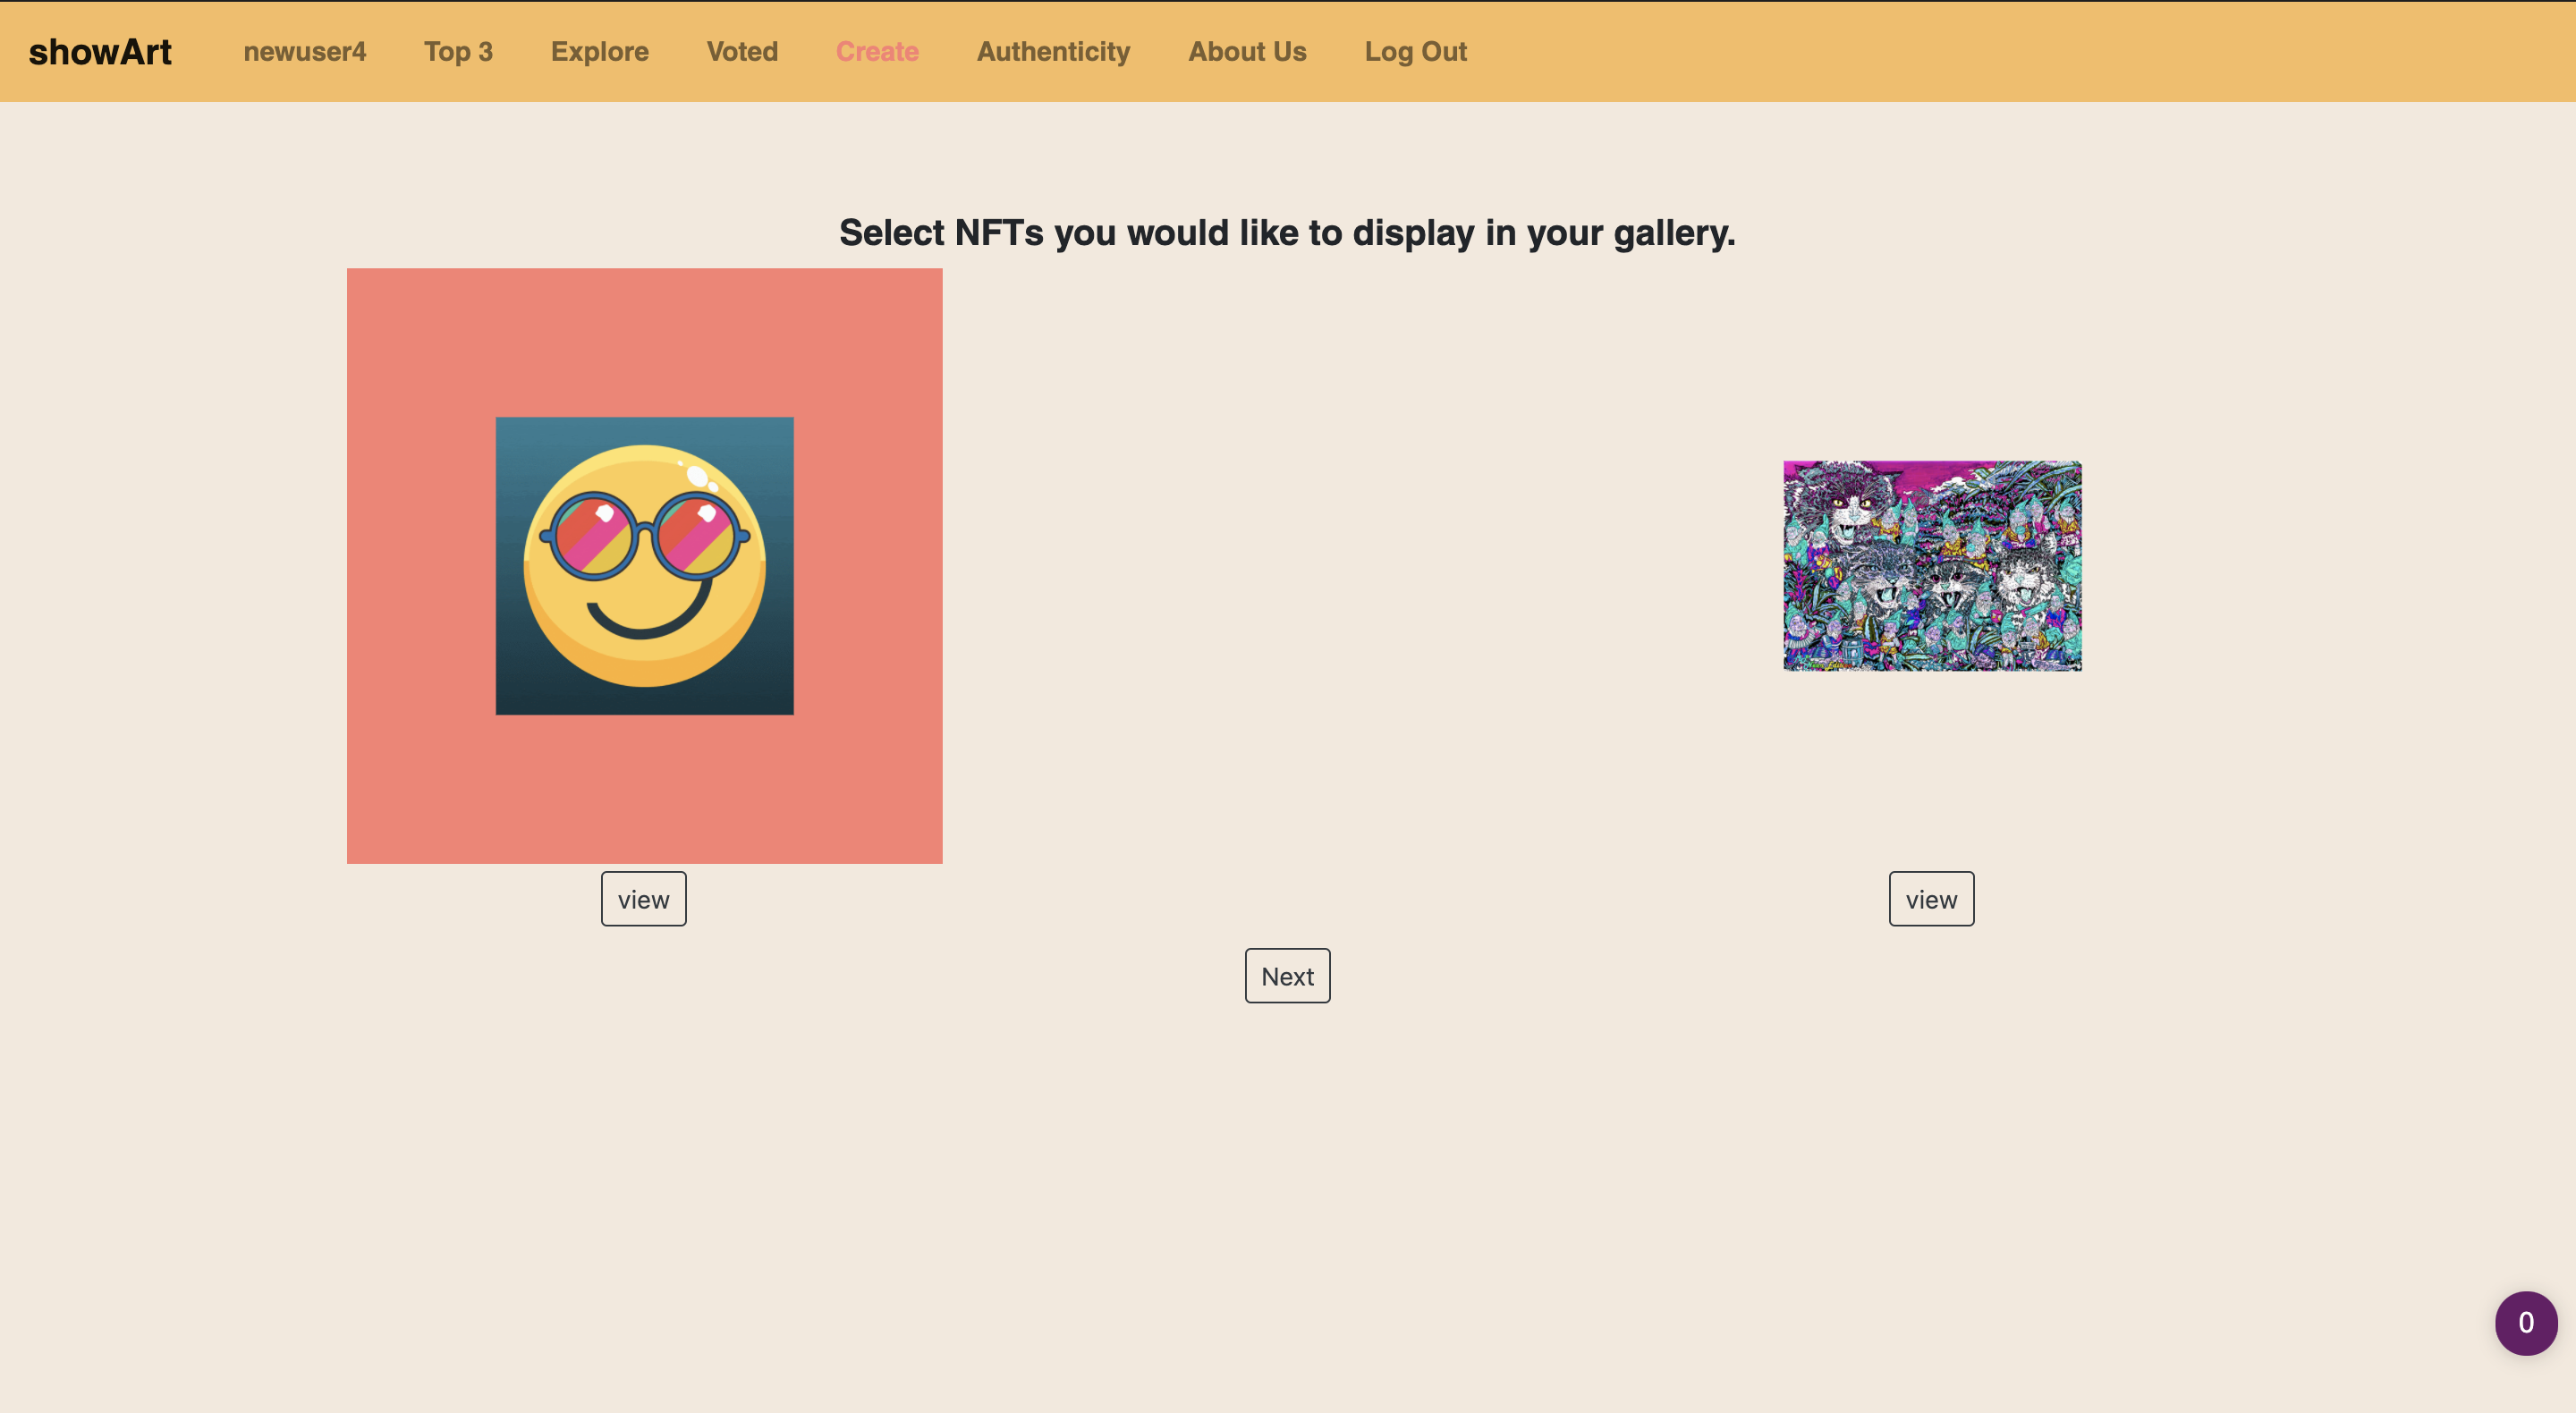 showArt newuser4 Top 3 Explore Voted Create Authenticity About Us Log Out
Select NFTs you would like to display in your gallery.
view view
Next
0